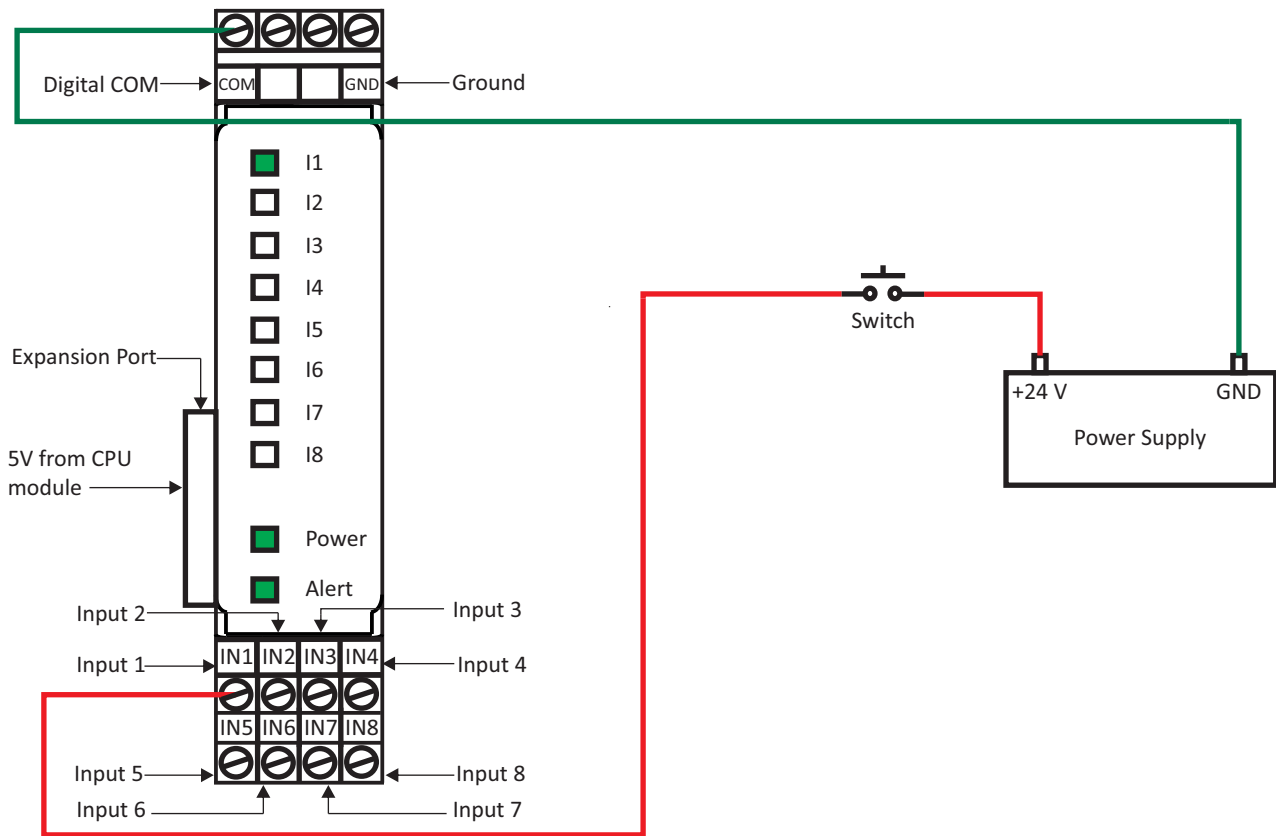 Digital COM
COM
GND
Ground
I1
I2
I3
I4
I5
I6
I7
I8
Expansion Port
5V from CPU
module
Power
Alert
Switch
+24 V
GND
Power Supply
Input 2
Input 3
Input 1
IN1 IN2 IN3 IN4
Input 4
IN5 IN6 IN7 IN8
Input 5
Input 8
Input 6
Input 7